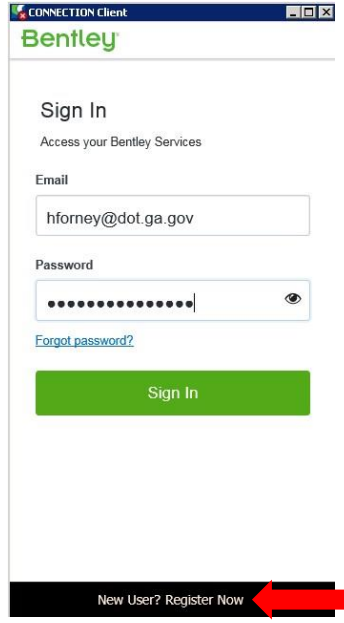 CONNECTION Client
Bentley
Sign In
Access your Bentley Services
Email
hforney@dot.ga.gov
Password
●●●●●●●●●●●●●●●
Forgot password?
Sign In
New User? Register Now